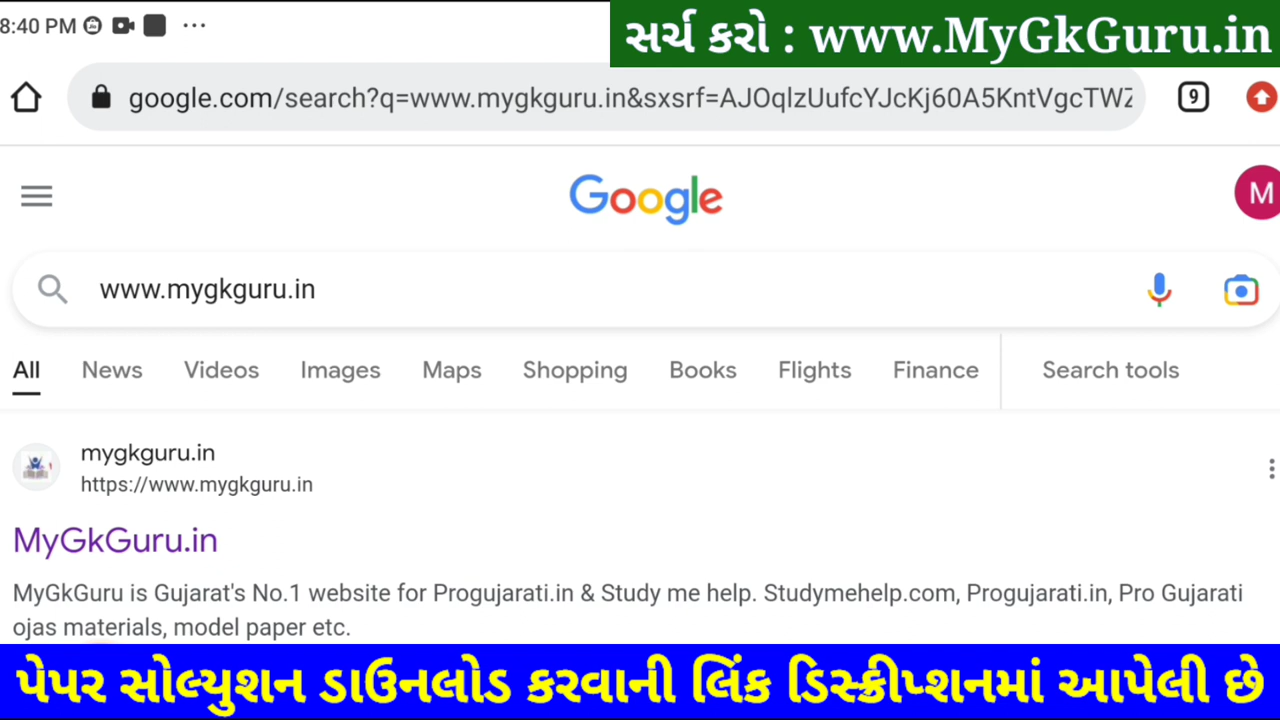 8:40 PM
સર્ચ કરો : www.MyGkGuru.in
google.com/search?q=www.mygkguru.in&sxsrf=AJOqlzUufcYJcKj60A5KntVgcTWZ
9
Google
M
www.mygkguru.in
All News Videos Images Maps Shopping Books Flights Finance Search tools
mygkguru.in
https://www.mygkguru.in
MyGkGuru.in
MyGkGuru is Gujarat's No.1 website for Progujarati.in & Study me help. Studymehelp.com, Progujarati.in, Pro Gujarati
ojas materials, model paper etc.
પેપર સોલ્યુશન ડાઉનલોડ કરવાની લિંક ડિસ્ક્રીપ્શનમાં આપેલી છે